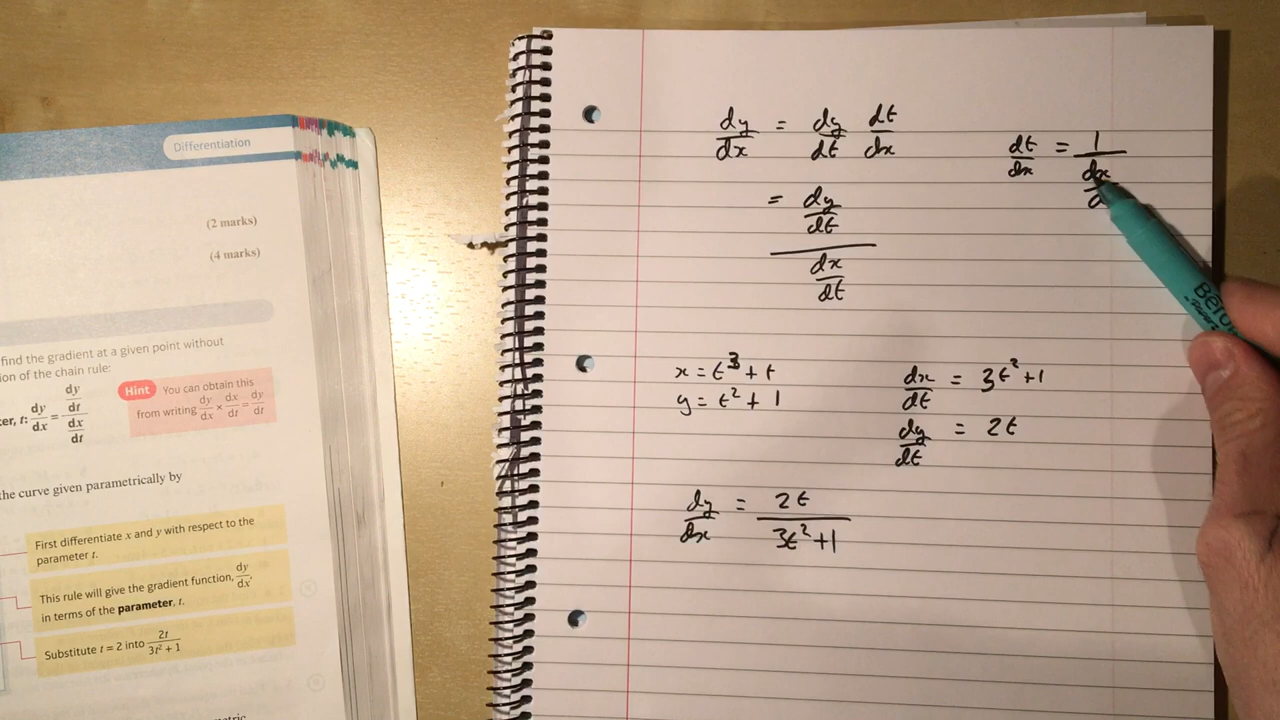 Differentiation
(2 marks)
(4 marks)
find the gradient at a given point without
ion of the chain rule:
ter, t: dy/dx = (dy/dt)/(dx/dt)
Hint You can obtain this
from writing dy/dx × dx/dt = dy/dt
the curve given parametrically by
First differentiate x and y with respect to the
parameter t.
This rule will give the gradient function, dy/dx,
in terms of the parameter, t.
Substitute t = 2 into 2t/(3t² + 1)
dy/dx = dy/dt dt/dx
= (dy/dt)/(dx/dt)
dt/dx = 1/(dx/d
x = t³ + t
y = t² + 1
dx/dt = 3t² + 1
dy/dt = 2t
dy/dx = 2t/(3t² + 1)